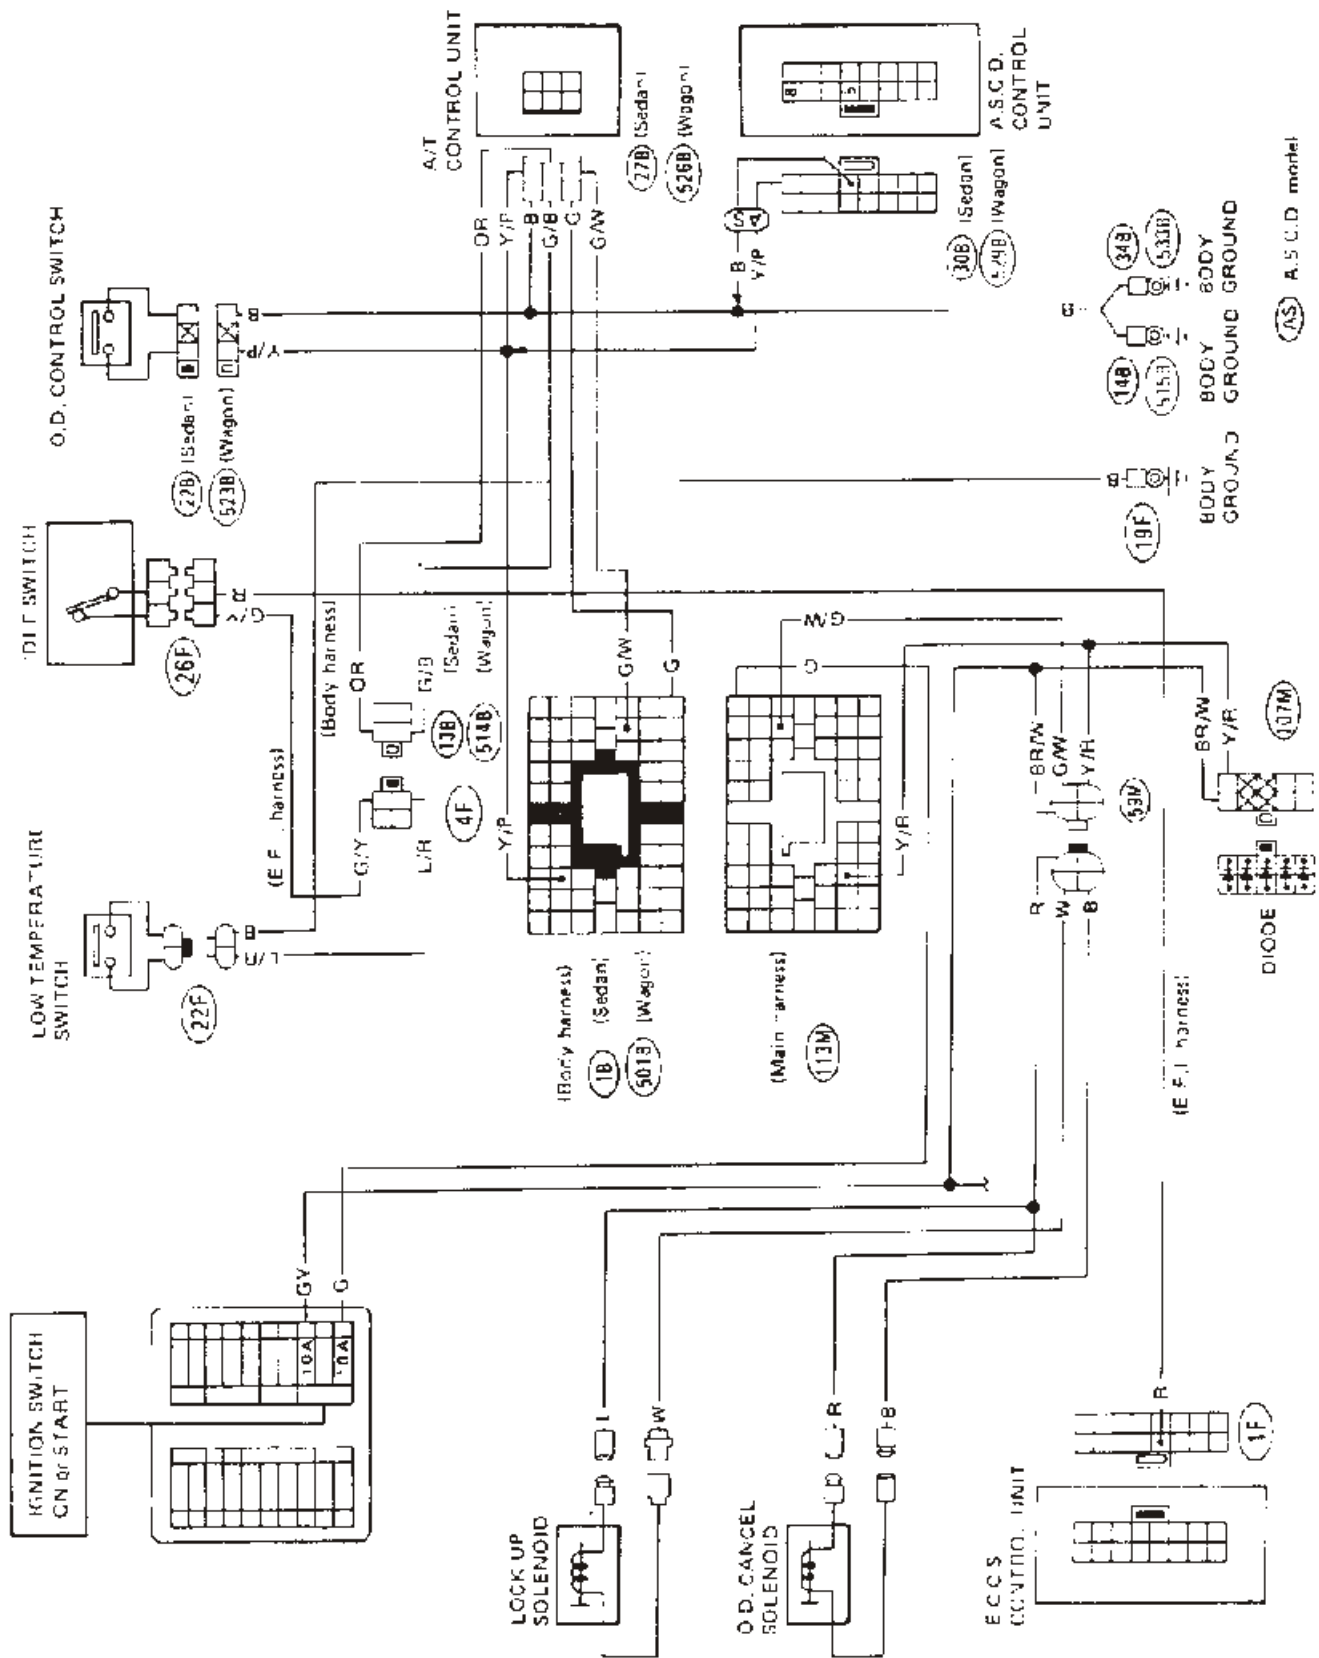 IGNITION SWITCH
ON or START
10A
10A
GY
G
LOW TEMPERATURE
SWITCH
22F
L/R
B
IDLE SWITCH
26F
G/Y
B
O.D. CONTROL SWITCH
22B (Sedan)
523B (Wagon)
Y/P
B
A/T
CONTROL UNIT
27B (Sedan)
526B (Wagon)
OR
Y/P
B
G/B
G
G/W
A.S.C.D.
CONTROL
UNIT
8
5
30B (Sedan)
529B (Wagon)
AS
B
Y/P
(E.F.I. harness)
(Body harness)
OR
G/B
13B (Sedan)
514B (Wagon)
4F
G/Y
L/R
Y/P
G/W
G
(Body harness)
1B (Sedan)
501B (Wagon)
(Main harness)
113M
G/W
G
Y/R
BR/W
G/W
Y/R
59M
R
W
B
BR/W
Y/R
107M
DIODE
B
34B
533B
BODY
GROUND
14B
515B
BODY
GROUND
B
19F
BODY
GROUND
AS A.S.C.D. model
LOCK UP
SOLENOID
L
W
O.D. CANCEL
SOLENOID
R
B
(E.F.I. harness)
R
E.C.C.S.
CONTROL UNIT